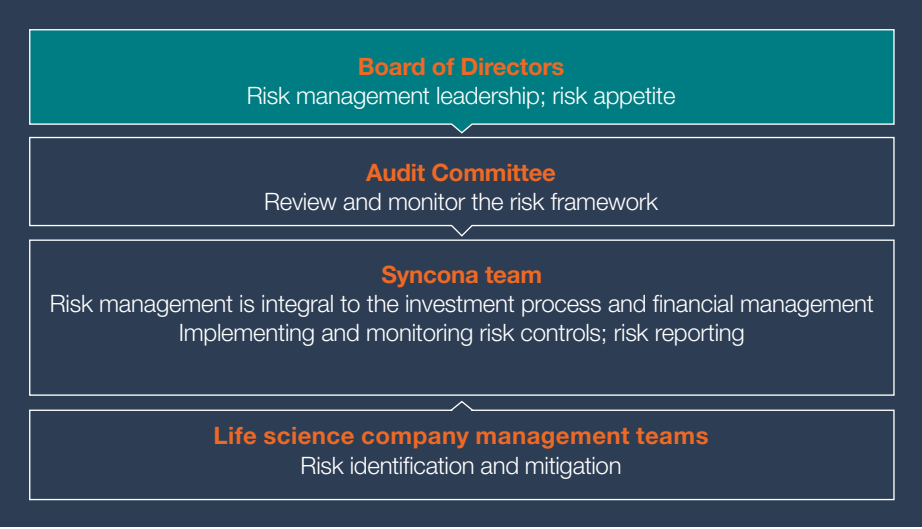 Board of Directors
Risk management leadership; risk appetite
Audit Committee
Review and monitor the risk framework
Syncona team
Risk management is integral to the investment process and financial management
Implementing and monitoring risk controls; risk reporting
Life science company management teams
Risk identification and mitigation